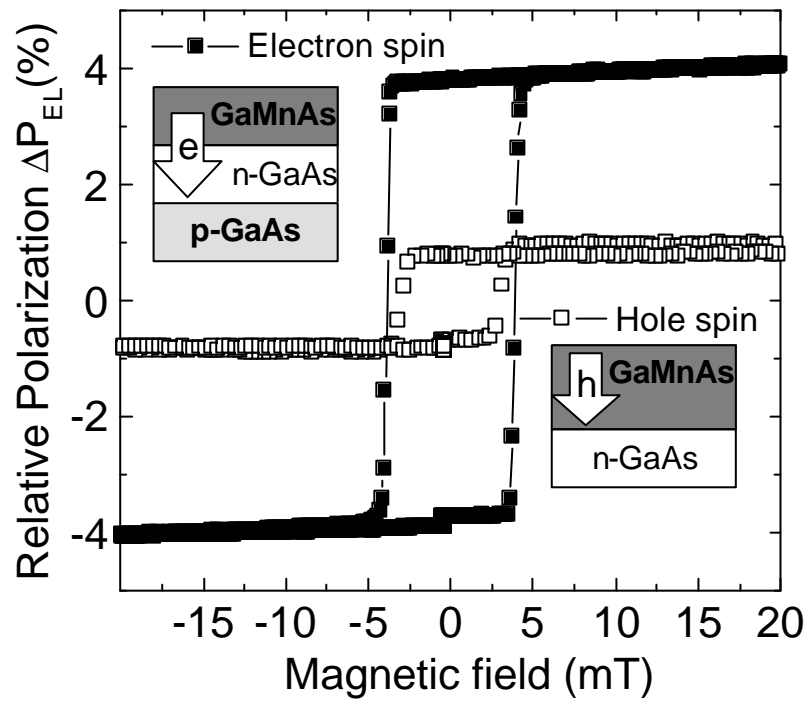 Relative Polarization ΔP_EL(%)
4
2
0
-2
-4
Electron spin
GaMnAs
e
n-GaAs
p-GaAs
Hole spin
GaMnAs
h
n-GaAs
-15 -10 -5 0 5 10 15 20
Magnetic field (mT)